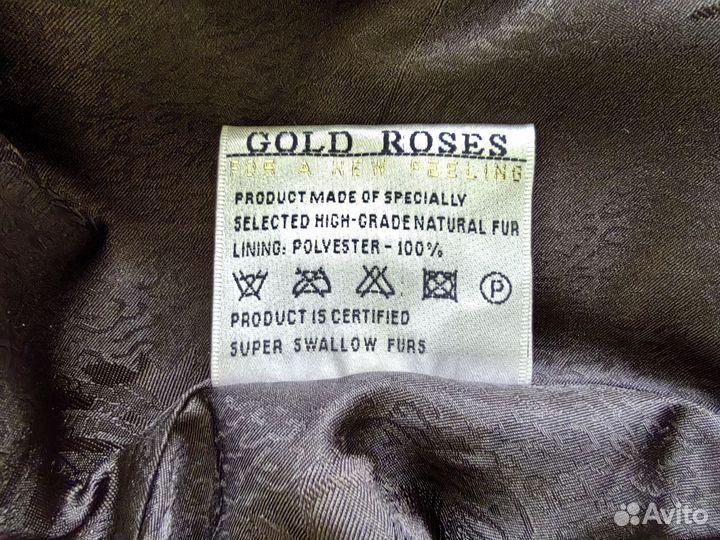 GOLD ROSES
FOR A NEW FEELING
PRODUCT MADE OF SPECIALLY
SELECTED HIGH-GRADE NATURAL FUR
LINING: POLYESTER - 100%
P
PRODUCT IS CERTIFIED
SUPER SWALLOW FURS
Avito